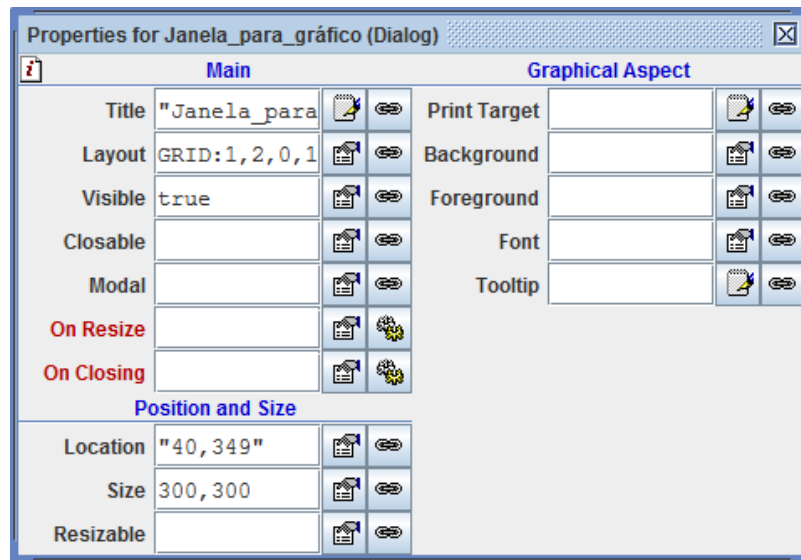 Properties for Janela_para_gráfico (Dialog)
i Main Graphical Aspect
Title "Janela_para Print Target
Layout GRID:1,2,0,1 Background
Visible true Foreground
Closable Font
Modal Tooltip
On Resize
On Closing
Position and Size
Location "40,349"
Size 300,300
Resizable